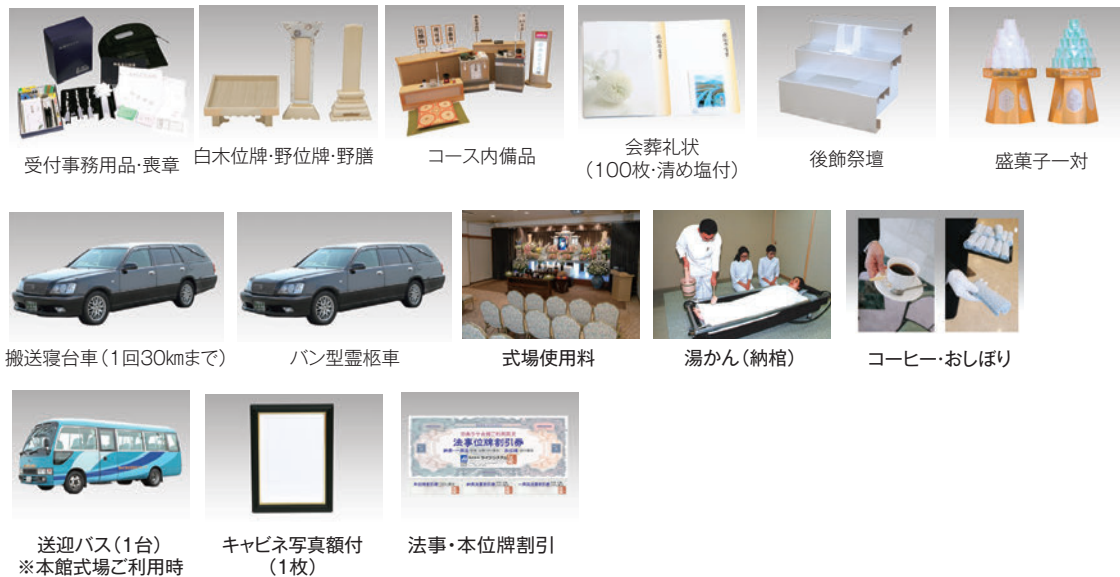 受付事務用品・喪章
白木位牌・野位牌・野膳
コース内備品
会葬礼状
（100枚・清め塩付）
後飾祭壇
盛菓子一対
搬送寝台車（1回30kmまで）
バン型霊柩車
式場使用料
湯かん（納棺）
コーヒー・おしぼり
法事位牌割引券
送迎バス（1台）
※本館式場ご利用時
キャビネ写真額付
（1枚）
法事・本位牌割引